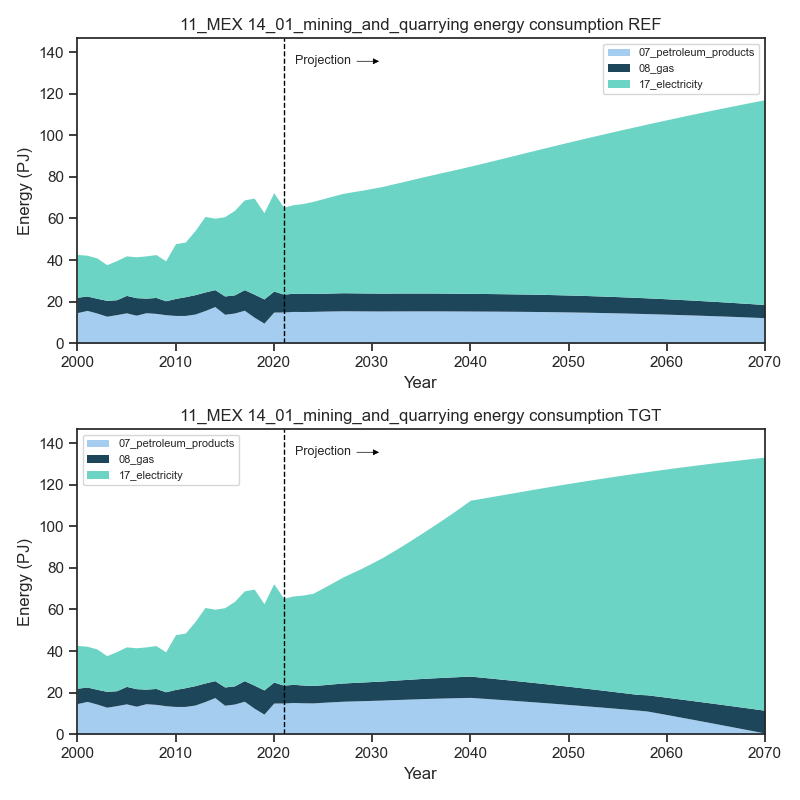 11_MEX 14_01_mining_and_quarrying energy consumption REF
140
120
100
80
60
40
20
0
Energy (PJ)
Projection
07_petroleum_products
08_gas
17_electricity
2000 2010 2020 2030 2040 2050 2060 2070
Year
11_MEX 14_01_mining_and_quarrying energy consumption TGT
140
120
100
80
60
40
20
0
Energy (PJ)
07_petroleum_products
08_gas
17_electricity
Projection
2000 2010 2020 2030 2040 2050 2060 2070
Year